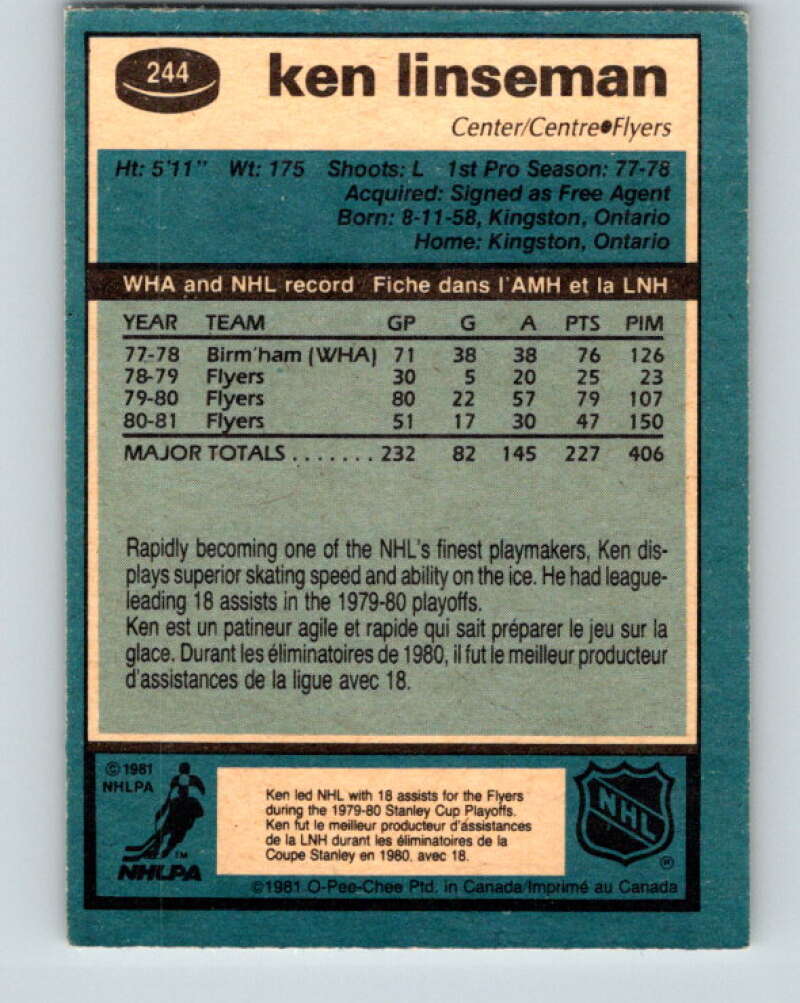 244
ken linseman
Center/Centre●Flyers
Ht: 5'11" Wt: 175 Shoots: L 1st Pro Season: 77-78
Acquired: Signed as Free Agent
Born: 8-11-58, Kingston, Ontario
Home: Kingston, Ontario
WHA and NHL record Fiche dans l'AMH et la LNH
YEAR TEAM GP G A PTS PIM
77-78 Birm'ham (WHA) 71 38 38 76 126
78-79 Flyers 30 5 20 25 23
79-80 Flyers 80 22 57 79 107
80-81 Flyers 51 17 30 47 150
MAJOR TOTALS ....... 232 82 145 227 406
Rapidly becoming one of the NHL's finest playmakers, Ken dis-
plays superior skating speed and ability on the ice. He had league-
leading 18 assists in the 1979-80 playoffs.
Ken est un patineur agile et rapide qui sait préparer le jeu sur la
glace. Durant les éliminatoires de 1980, il fut le meilleur producteur
d'assistances de la ligue avec 18.
©1981
NHLPA
TM
NHLPA
Ken led NHL with 18 assists for the Flyers
during the 1979-80 Stanley Cup Playoffs.
Ken fut le meilleur producteur d'assistances
de la LNH durant les éliminatoires de la
Coupe Stanley en 1980, avec 18.
NHL
®
©1981 O-Pee-Chee Ptd. in Canada/Imprimé au Canada